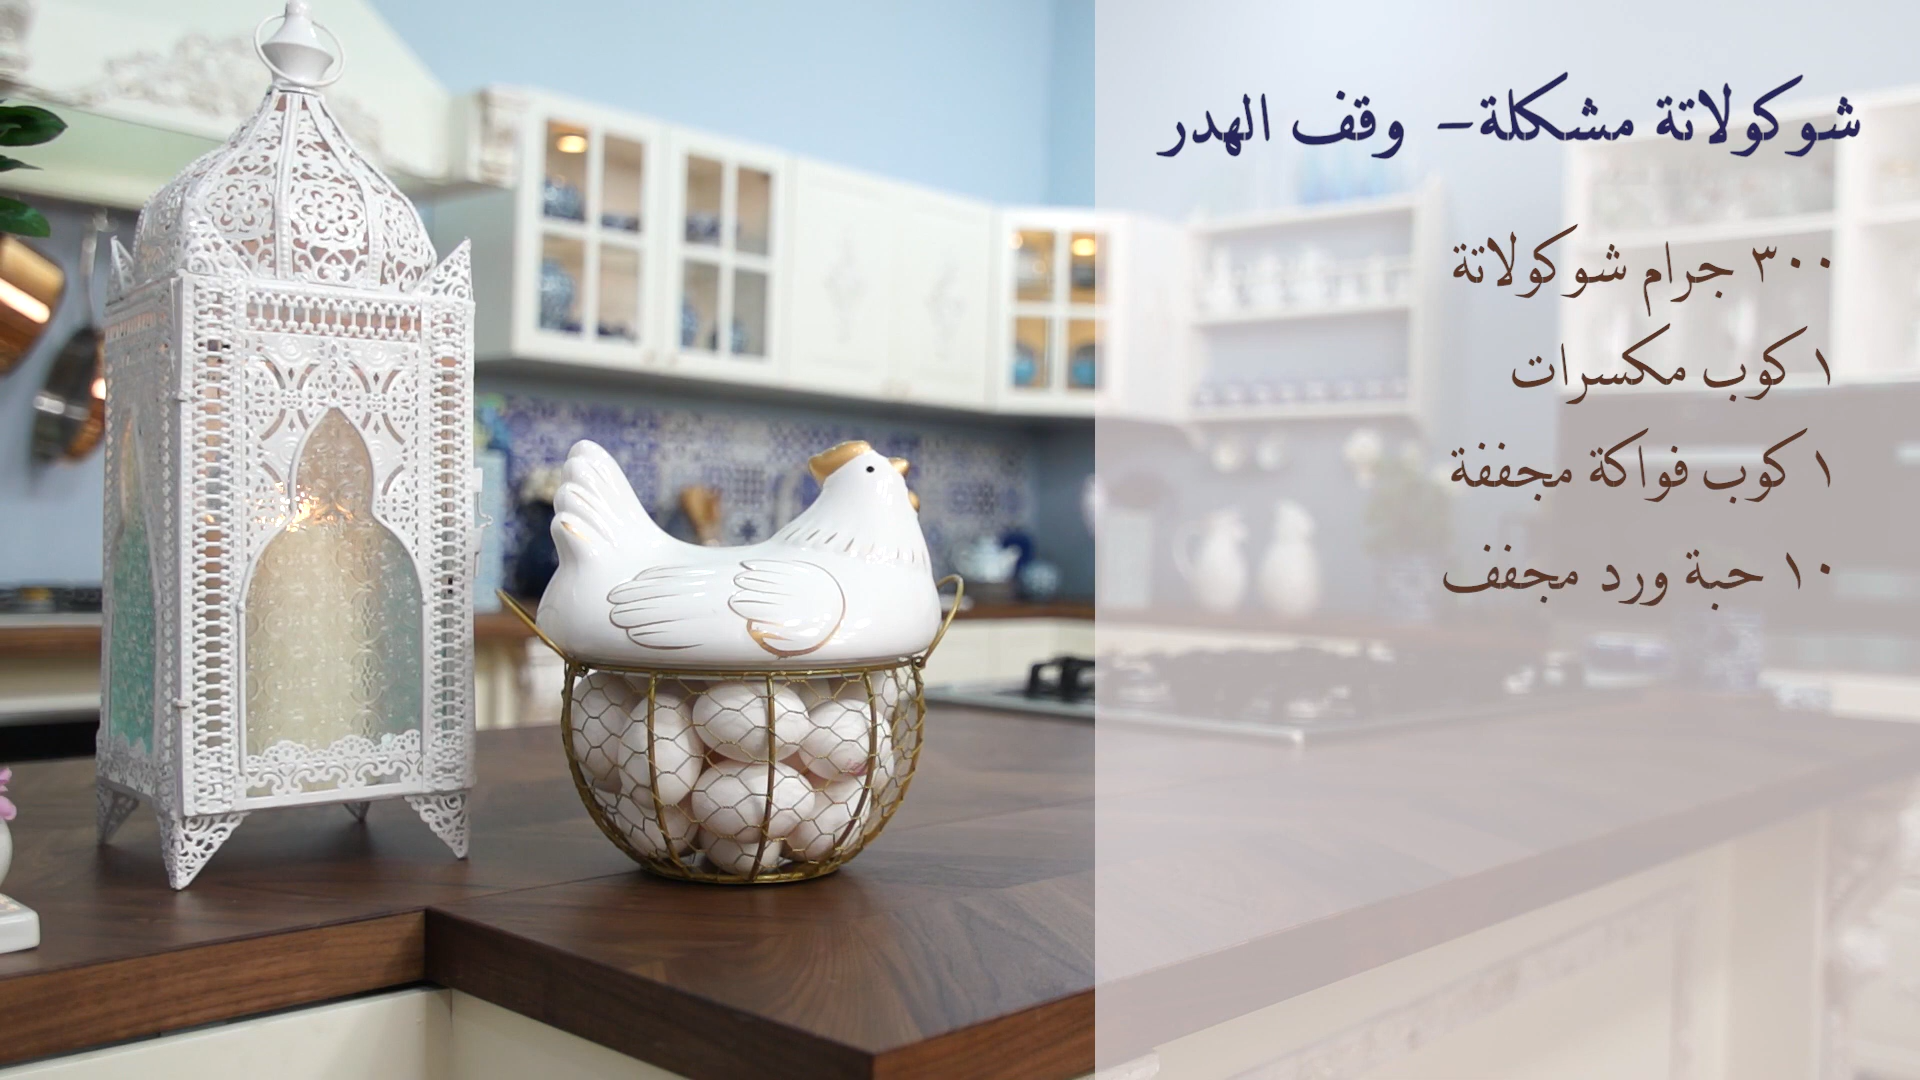 شوكولاتة مشكلة- وقف الهدر
٣٠٠ جرام شوكولاتة
١ كوب مكسرات
١ كوب فواكة مجففة
١٠ حبة ورد مجفف